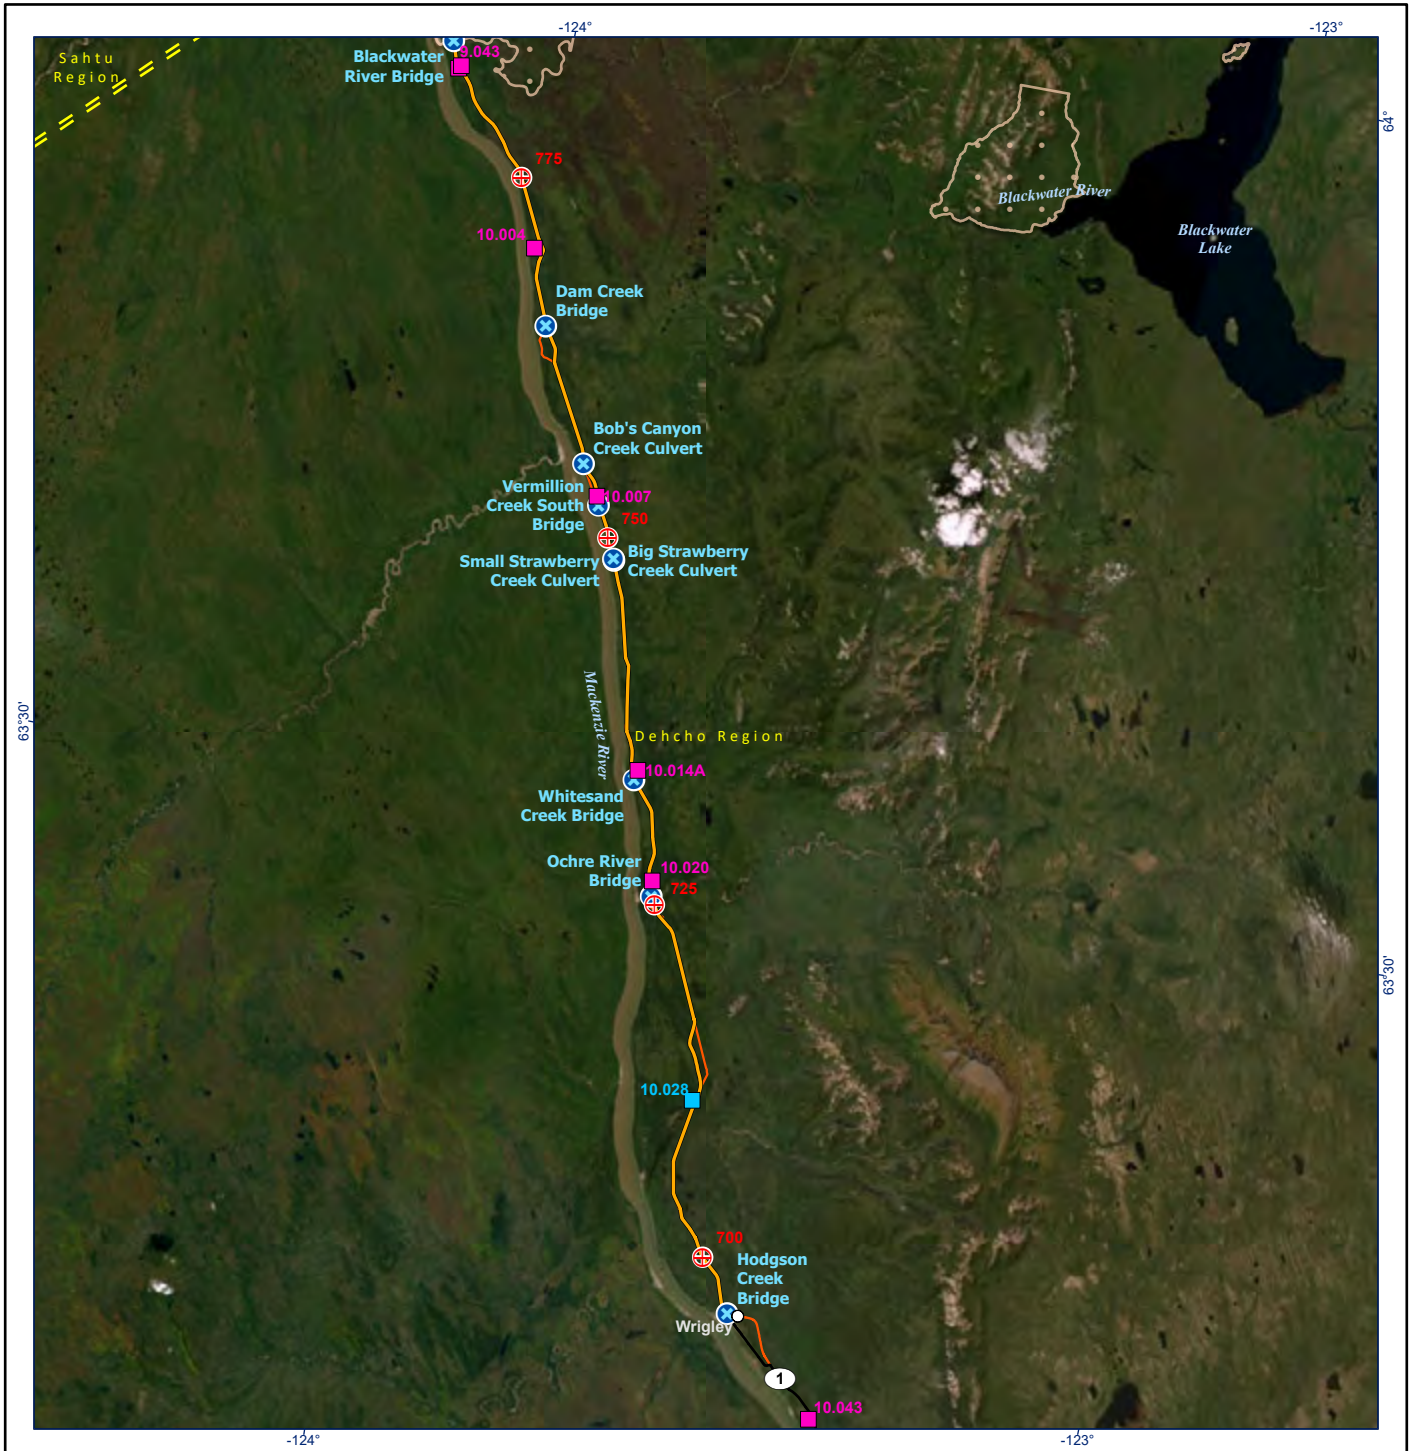 -124°
-123°
Sahtu
Region
Blackwater
River Bridge
9.043
64°
775
Blackwater River
Blackwater
Lake
10.004
Dam Creek
Bridge
Bob's Canyon
Creek Culvert
Vermillion
Creek South
Bridge
10.007
750
Small Strawberry
Creek Culvert
Big Strawberry
Creek Culvert
Mackenzie River
63°30'
Dehcho Region
10.014A
Whitesand
Creek Bridge
Ochre River
Bridge
10.020
725
63°30'
10.028
700
Hodgson
Creek
Bridge
Wrigley
1
10.043
-124°
-123°